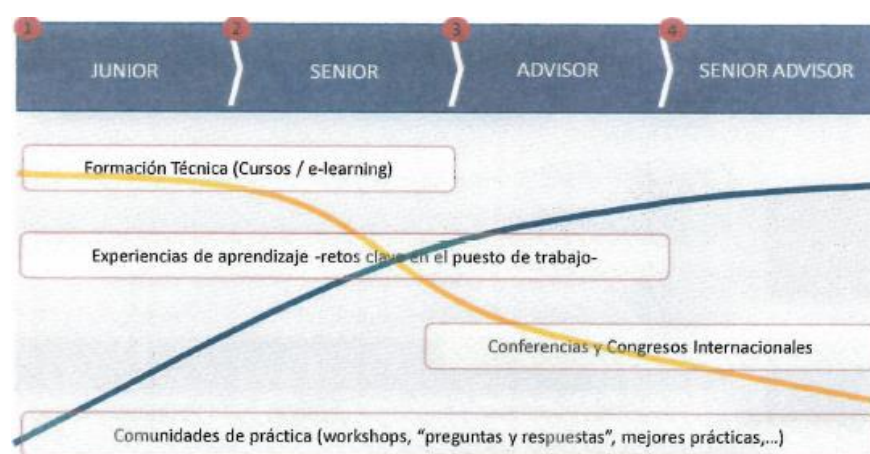 1 2 3 4
JUNIOR SENIOR ADVISOR SENIOR ADVISOR
Formación Técnica (Cursos / e-learning)
Experiencias de aprendizaje -retos clave en el puesto de trabajo-
Conferencias y Congresos Internacionales
Comunidades de práctica (workshops, “preguntas y respuestas”, mejores prácticas,...)